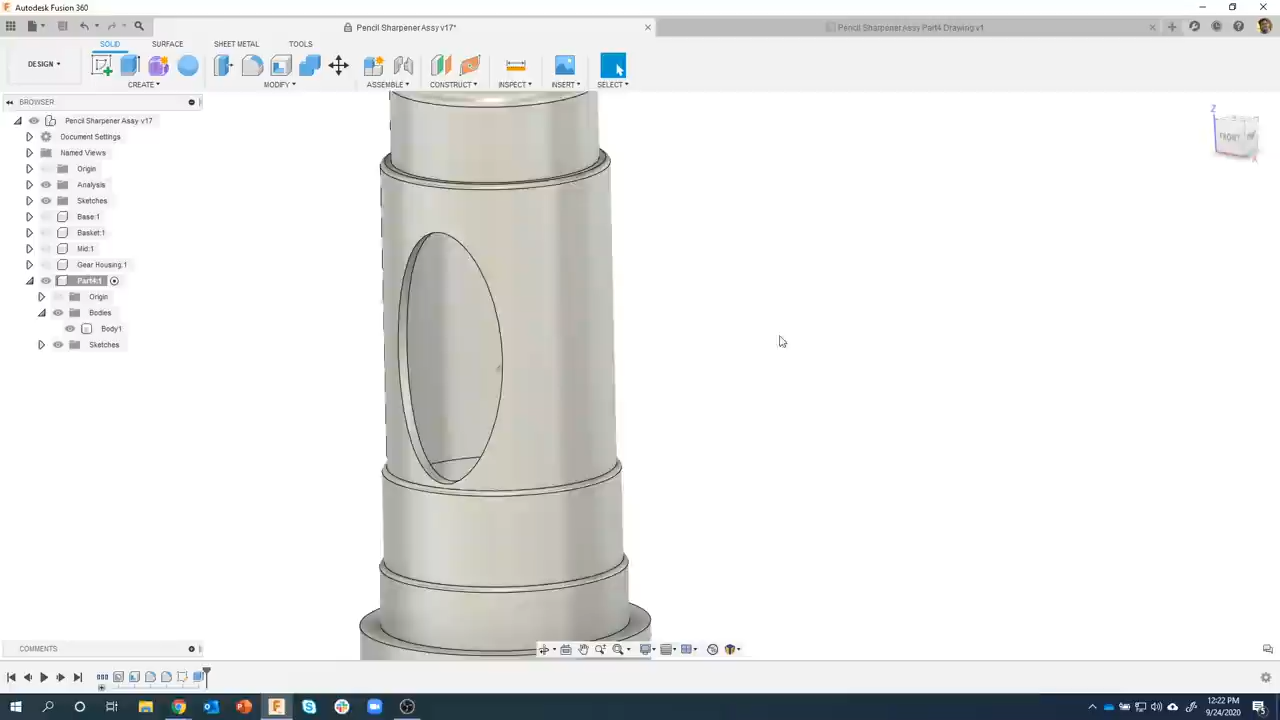 Autodesk Fusion 360
Pencil Sharpener Assy v17*
Pencil Sharpener Assy Part4 Drawing v1
SOLID
SURFACE
SHEET METAL
TOOLS
DESIGN
CREATE
MODIFY
ASSEMBLE
CONSTRUCT
INSPECT
INSERT
SELECT
BROWSER
Pencil Sharpener Assy v17
Document Settings
Named Views
Origin
Analysis
Sketches
Base:1
Basket:1
Mid:1
Gear Housing:1
Part4:1
Origin
Bodies
Body1
Sketches
Z
FRONT
X
COMMENTS
12:22 PM
9/24/2020